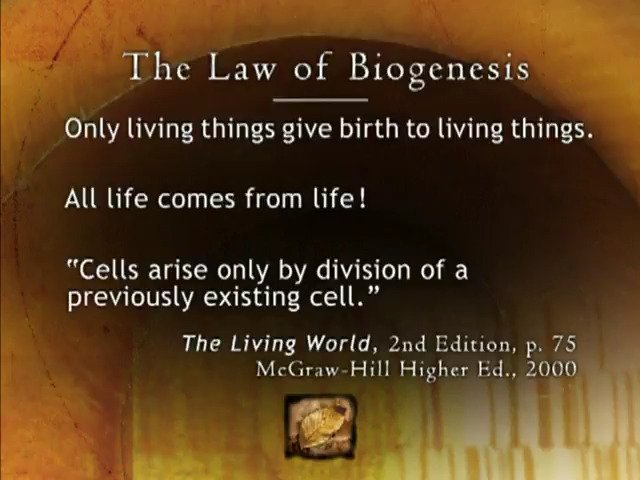 The Law of Biogenesis
Only living things give birth to living things.
All life comes from life!
“Cells arise only by division of a
previously existing cell.”
The Living World, 2nd Edition, p. 75
McGraw-Hill Higher Ed., 2000